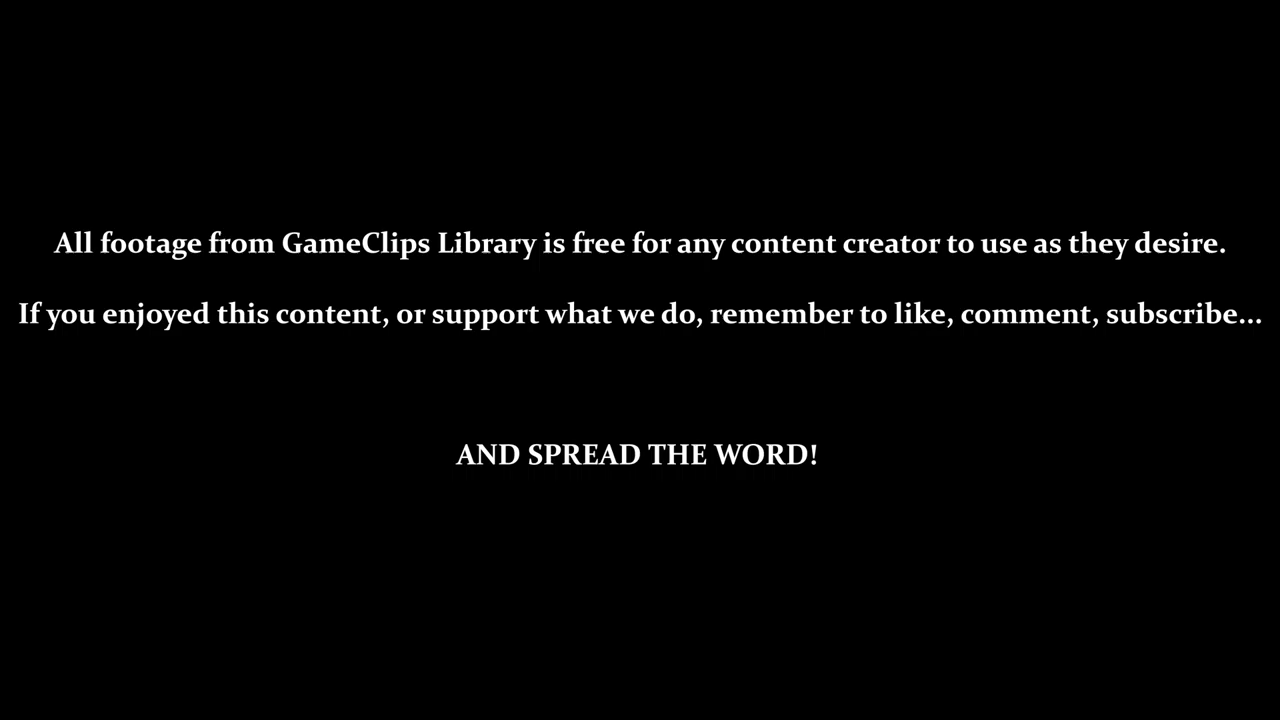 All footage from GameClips Library is free for any content creator to use as they desire.
If you enjoyed this content, or support what we do, remember to like, comment, subscribe...
AND SPREAD THE WORD!